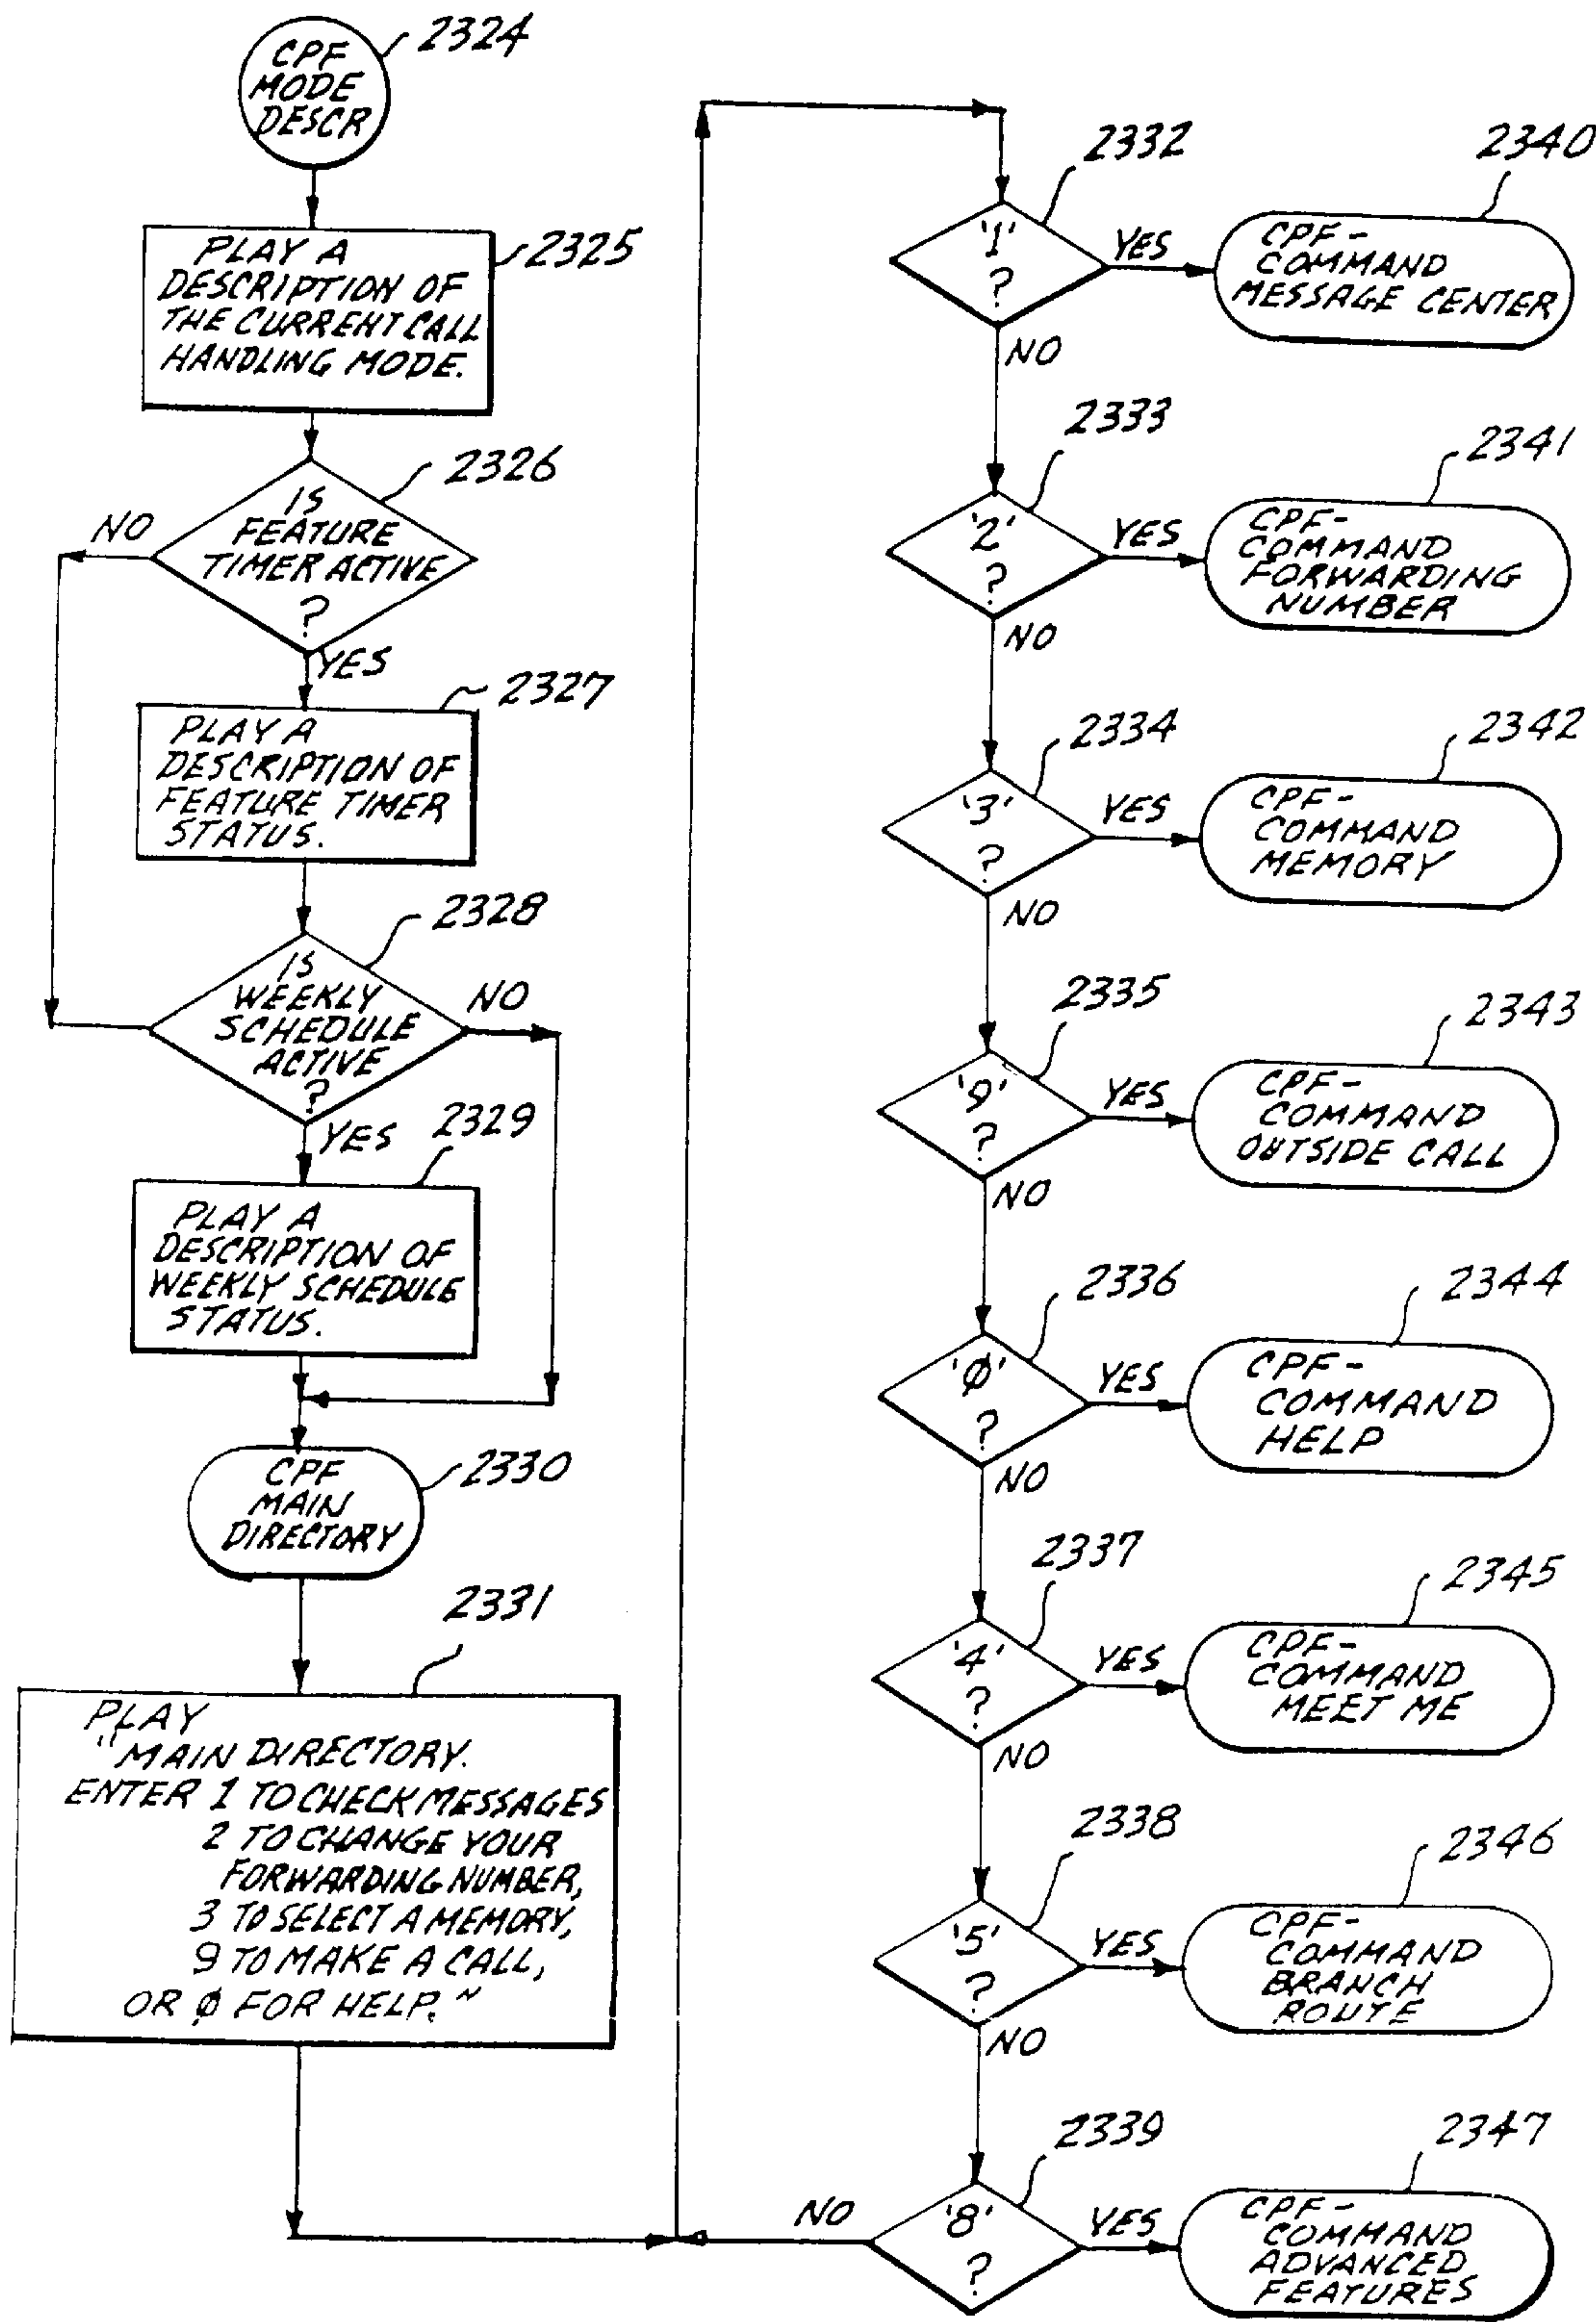 CPF
MODE
DESCR
2324
PLAY A
DESCRIPTION OF
THE CURRENT CALL
HANDLING MODE.
2325
IS
FEATURE
TIMER ACTIVE
?
2326
NO
YES
PLAY A
DESCRIPTION OF
FEATURE TIMER
STATUS.
2327
IS
WEEKLY
SCHEDULE
ACTIVE
?
2328
NO
YES
2329
PLAY A
DESCRIPTION OF
WEEKLY SCHEDULE
STATUS.
CPF
MAIN
DIRECTORY
2330
2331
PLAY
"MAIN DIRECTORY.
ENTER 1 TO CHECK MESSAGES
2 TO CHANGE YOUR
FORWARDING NUMBER,
3 TO SELECT A MEMORY,
9 TO MAKE A CALL,
OR Ø FOR HELP."
2332
'1'
?
YES
NO
2340
CPF-
COMMAND
MESSAGE CENTER
2333
'2'
?
YES
NO
2341
CPF-
COMMAND
FORWARDING
NUMBER
2334
'3'
?
YES
NO
2342
CPF-
COMMAND
MEMORY
2335
'9'
?
YES
NO
2343
CPF-
COMMAND
OUTSIDE CALL
2336
'Ø'
?
YES
NO
2344
CPF-
COMMAND
HELP
2337
'4'
?
YES
NO
2345
CPF-
COMMAND
MEET ME
2338
'5'
?
YES
NO
2346
CPF-
COMMAND
BRANCH
ROUTE
2339
'8'
?
NO
YES
2347
CPF-
COMMAND
ADVANCED
FEATURES